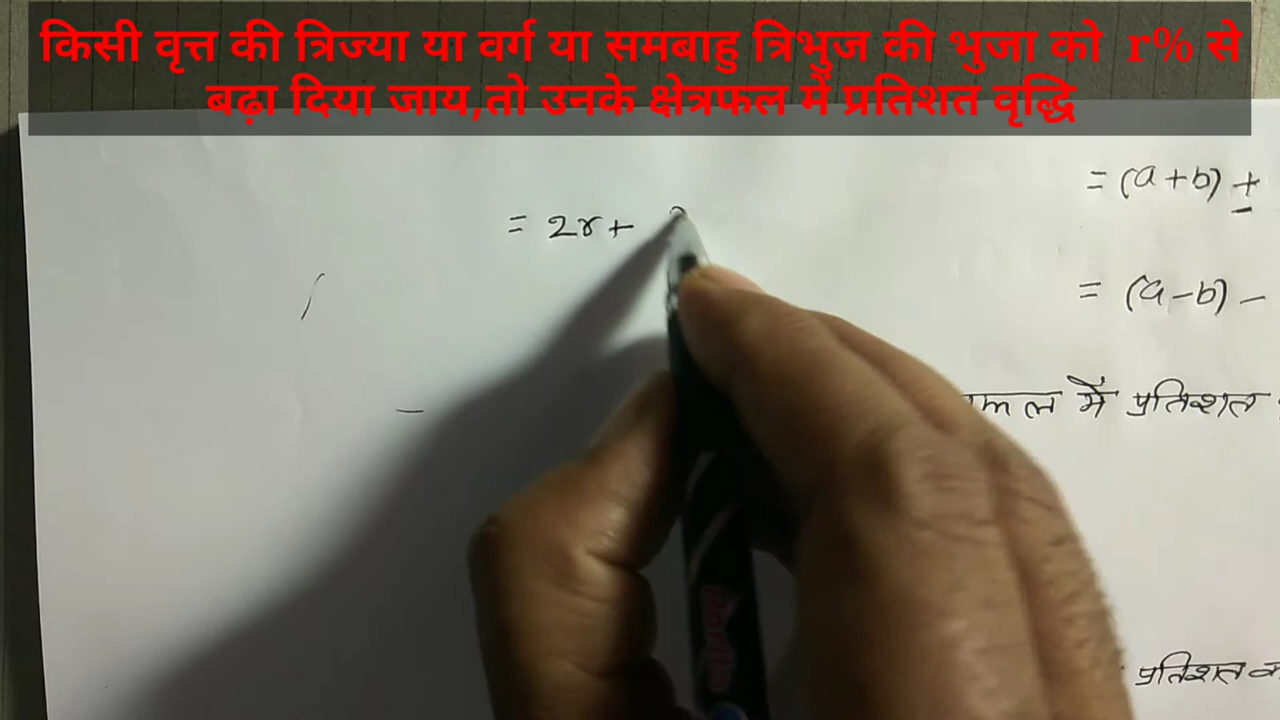 किसी वृत्त की त्रिज्या या वर्ग या समबाहु त्रिभुज की भुजा को r% से
बढ़ा दिया जाय,तो उनके क्षेत्रफल में प्रतिशत वृद्धि
= (a+b) ±
= 2r+
= (a-b) -
में प्रतिशत
प्रतिशत